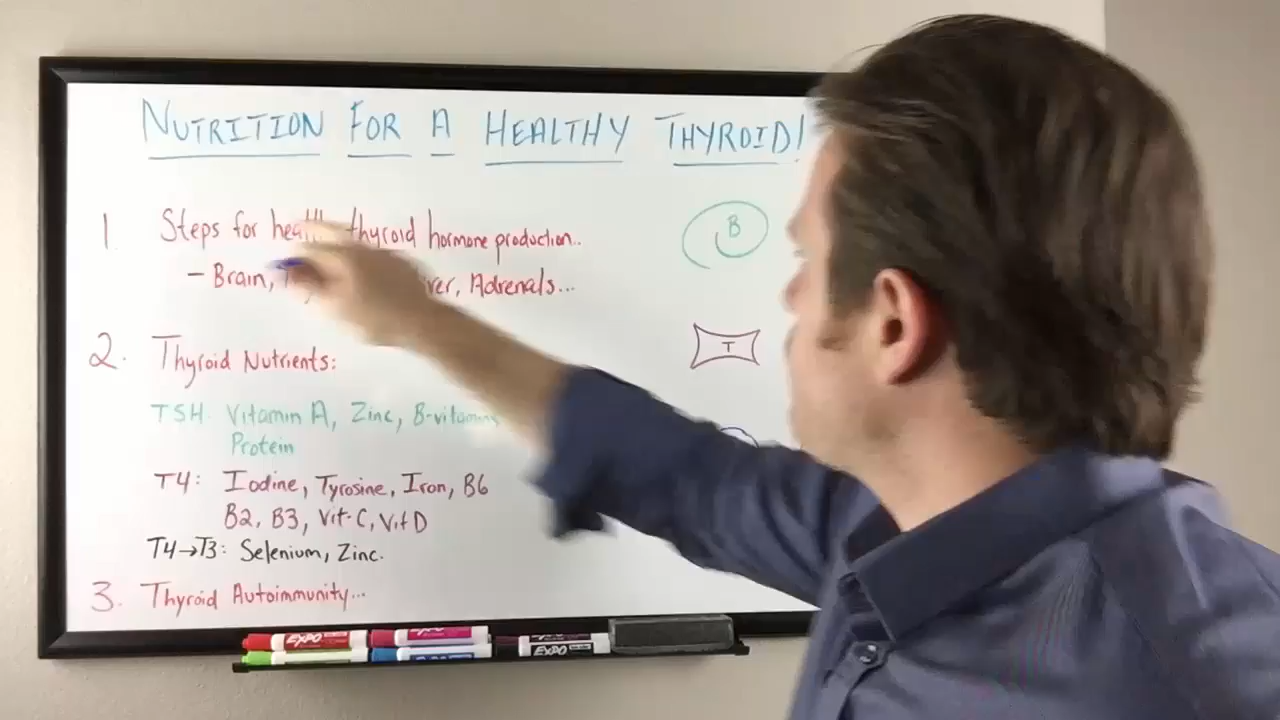 NUTRITION FOR A HEALTHY THYROID!
1. Steps for thyroid hormone production..
- Brain, Adrenals...
B
2. Thyroid Nutrients:
T
TSH: Vitamin A, Zinc, B-vitamins
Protein
T4: Iodine, Tyrosine, Iron, B6
B2, B3, Vit-C, Vit D
T4→T3: Selenium, Zinc.
3. Thyroid Autoimmunity...
EXPO
EXPO